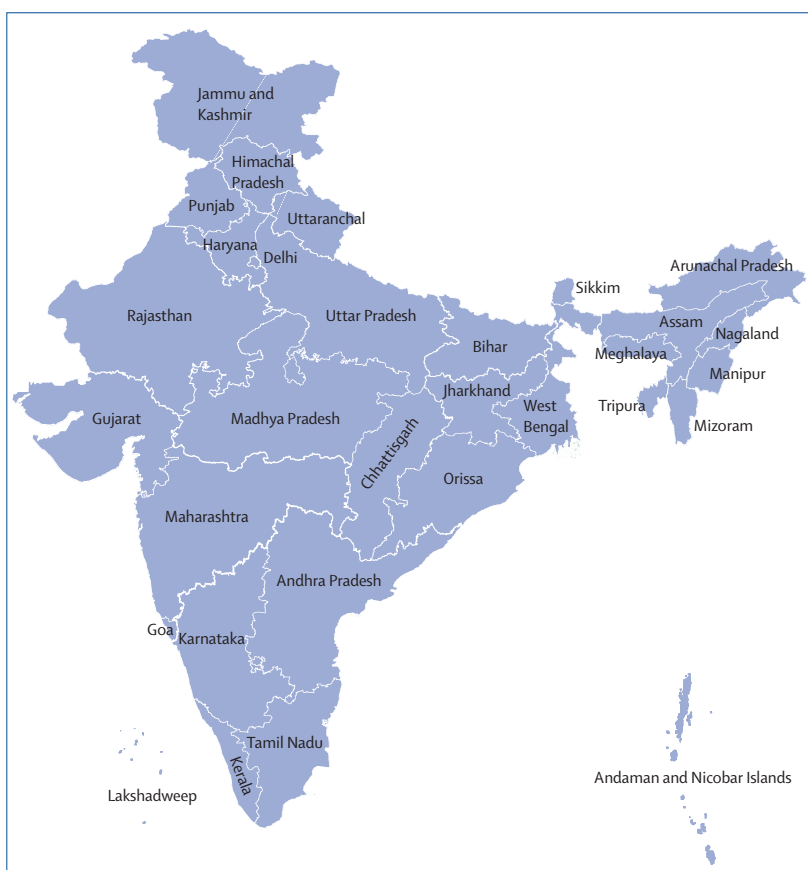 Jammu and
Kashmir
Himachal
Pradesh
Punjab
Uttaranchal
Haryana
Delhi
Arunachal Pradesh
Sikkim
Rajasthan
Uttar Pradesh
Assam
Nagaland
Bihar
Meghalaya
Manipur
Jharkhand
Tripura
West
Bengal
Gujarat
Madhya Pradesh
Mizoram
Chhattisgarh
Orissa
Maharashtra
Andhra Pradesh
Goa
Karnataka
Tamil Nadu
Kerala
Lakshadweep
Andaman and Nicobar Islands